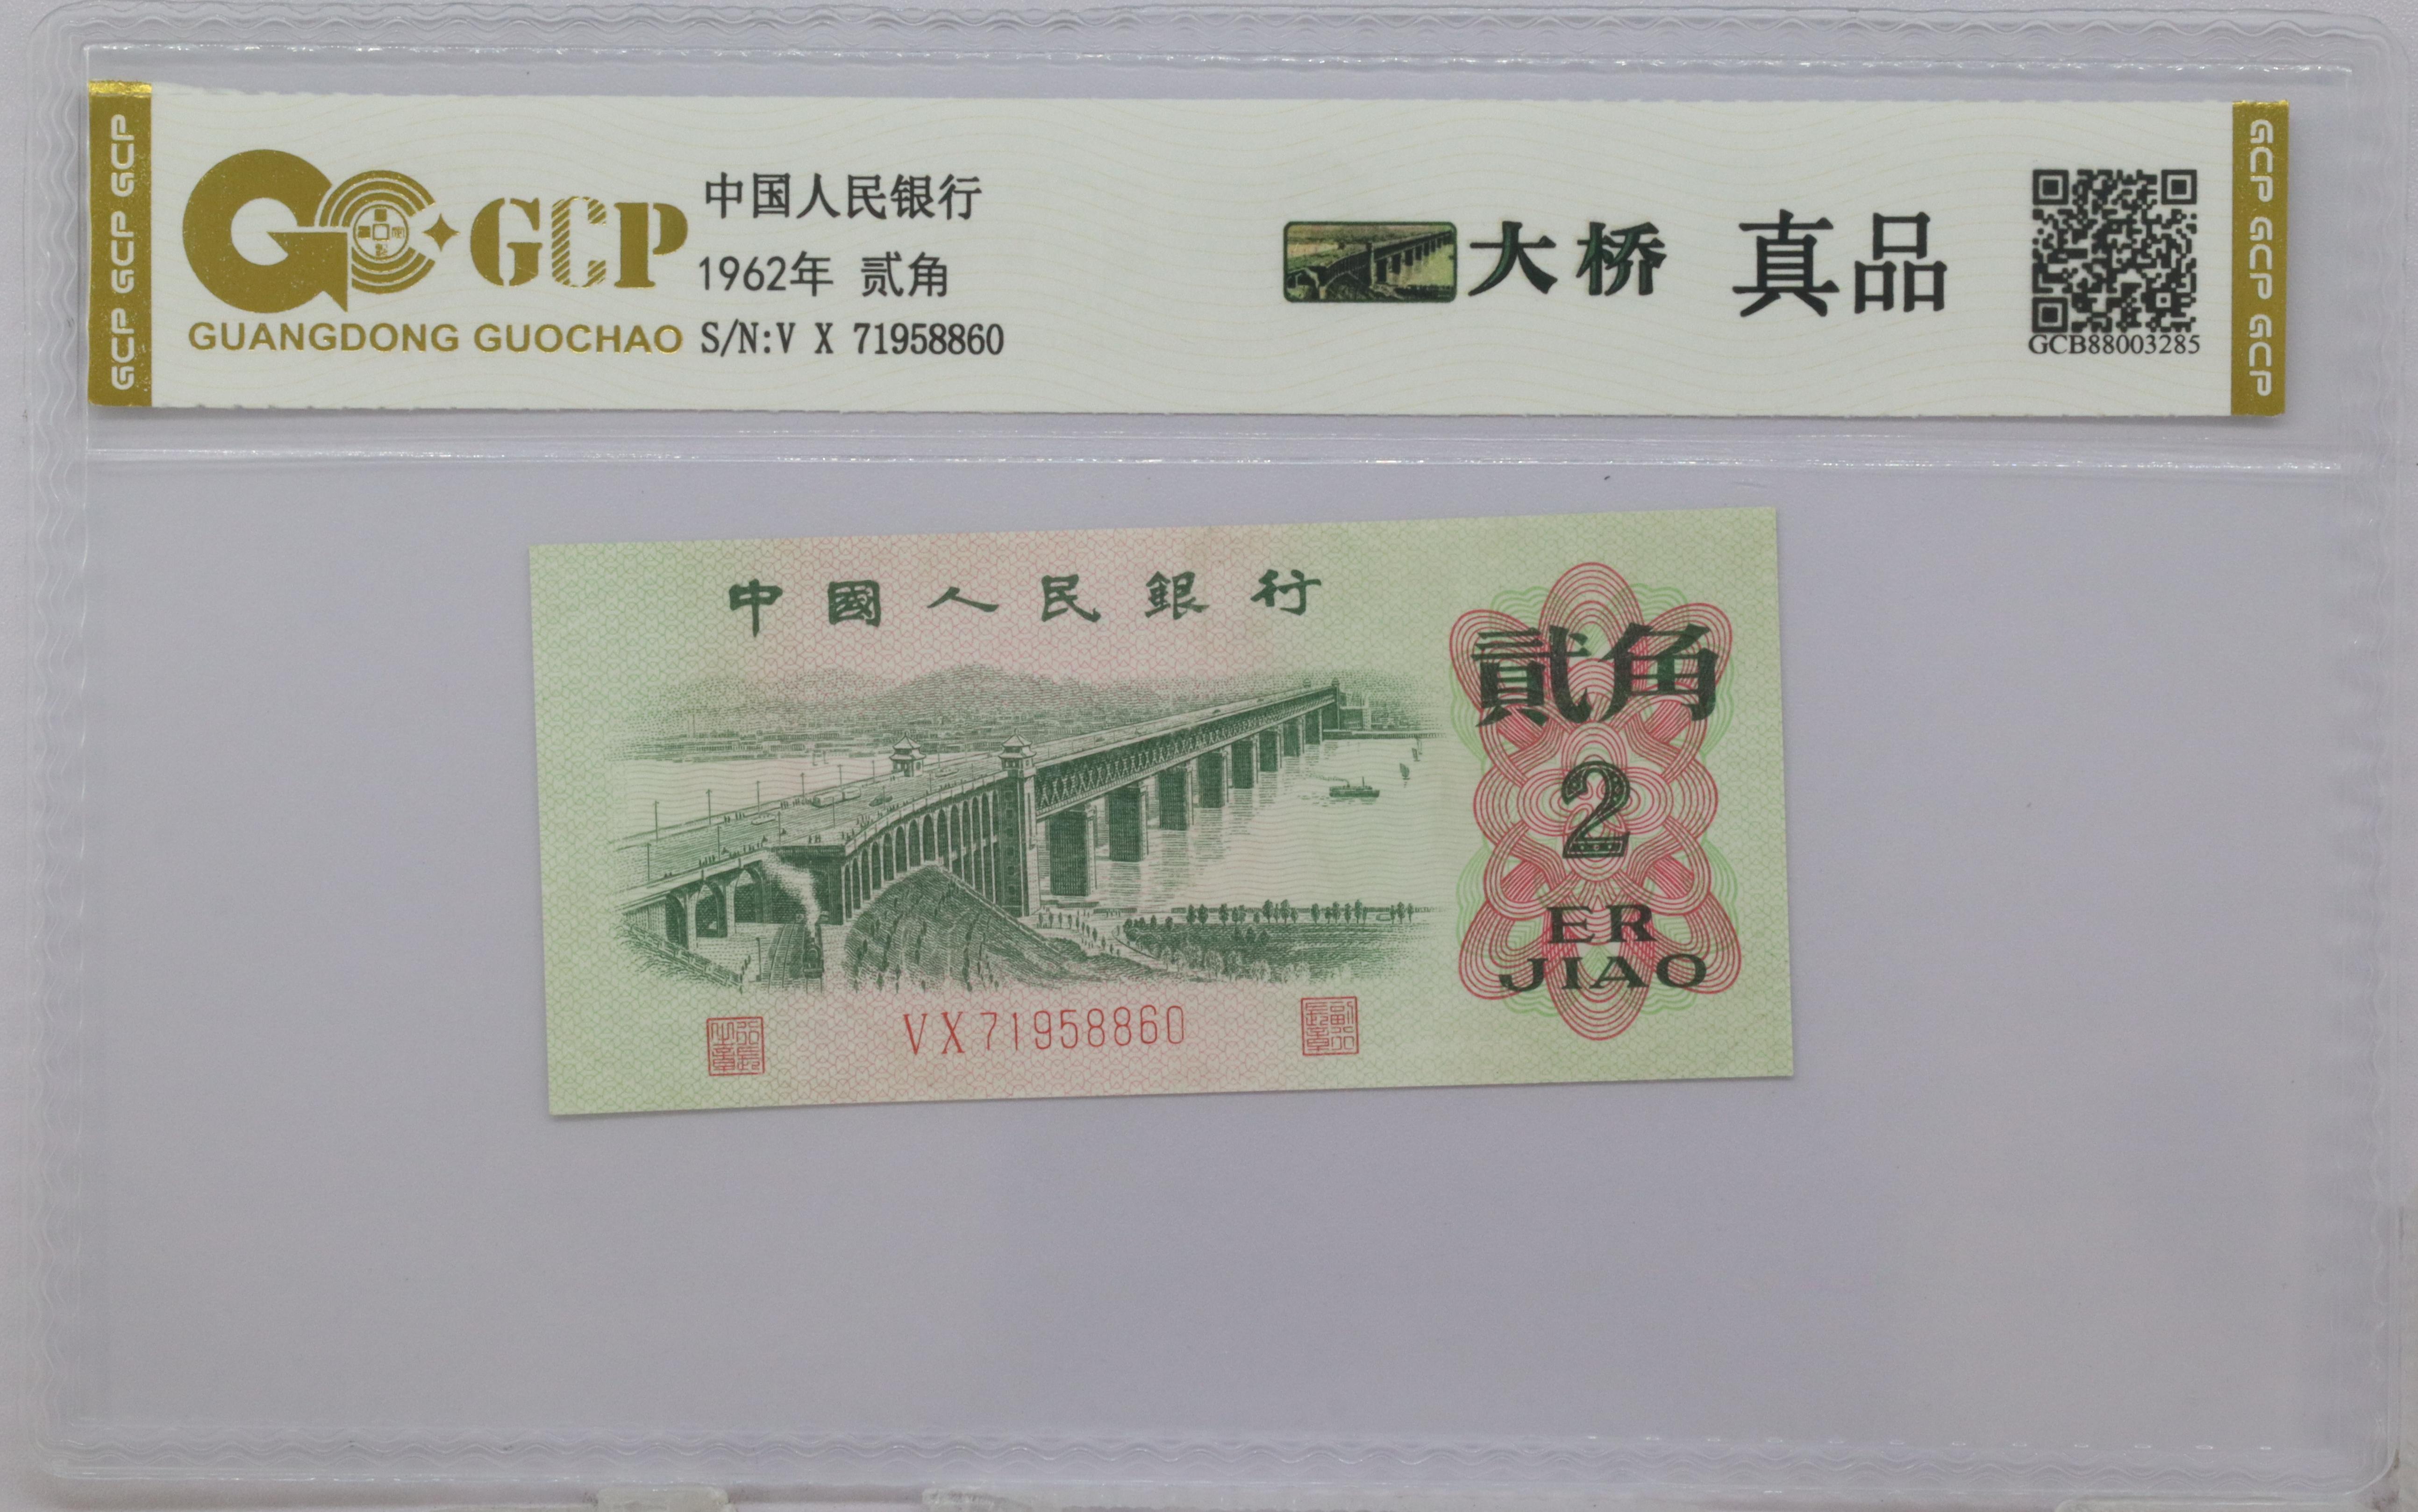 GCP GCP GCP
GCP
GUANGDONG GUOCHAO
中国人民银行
1962年 贰角
S/N:V X 71958860
大桥 真品
GCB88003285
GCP GCP GCP
中國人民銀行
貳角
2
ER
JIAO
VX71958860